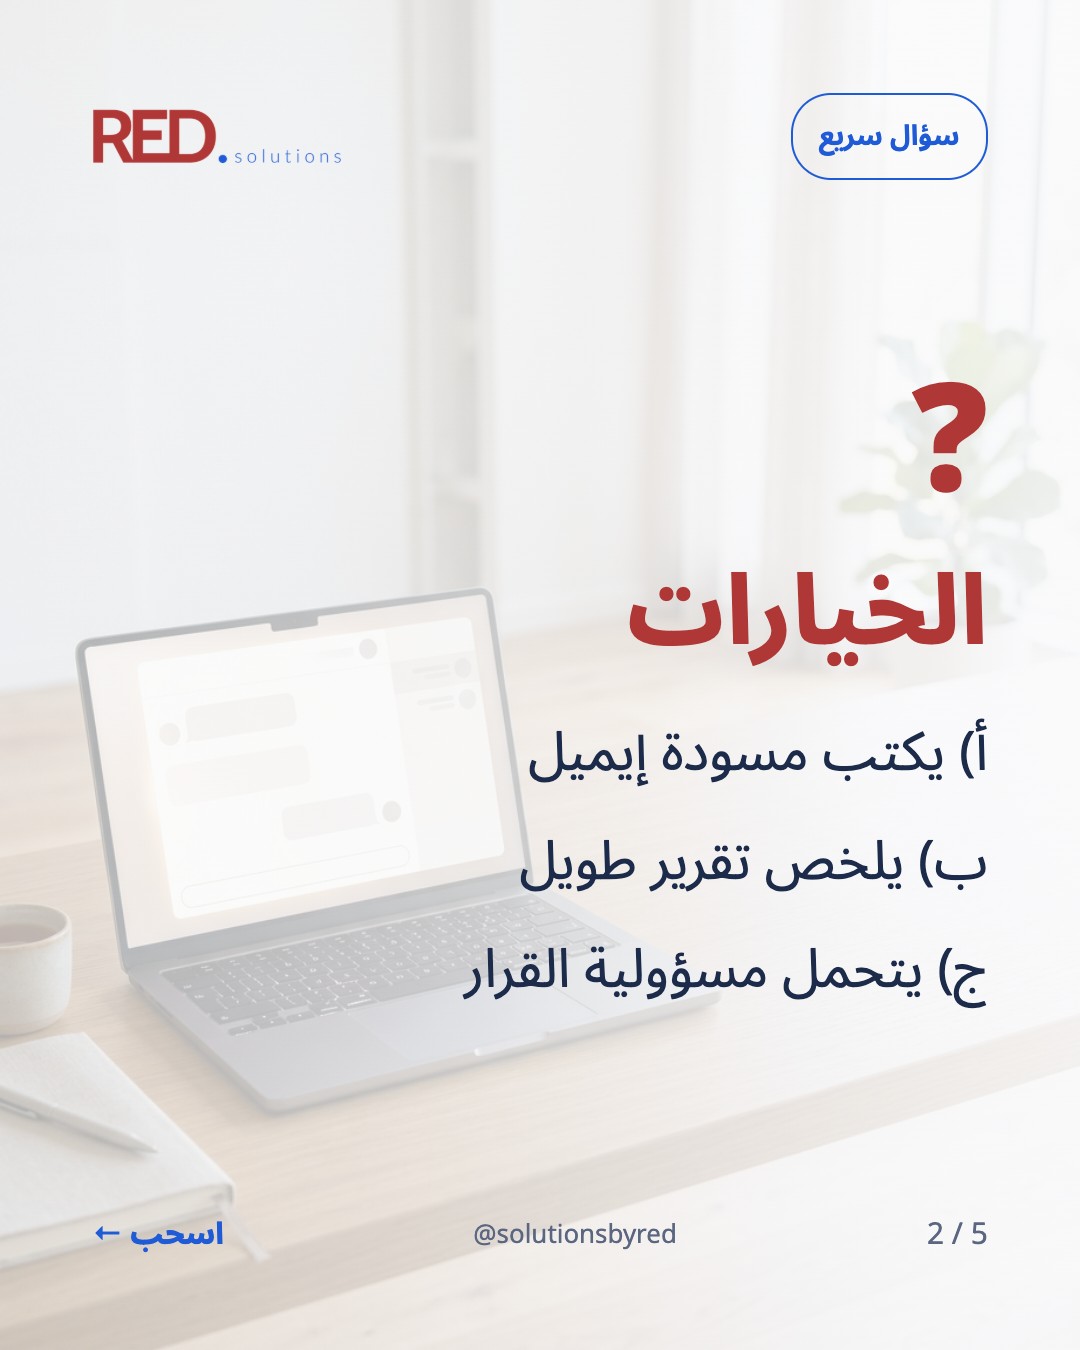 RED.solutions
سؤال سريع
?
الخيارات
أ) يكتب مسودة إيميل
ب) يلخص تقرير طويل
ج) يتحمل مسؤولية القرار
2 / 5
@solutionsbyred
اسحب ←